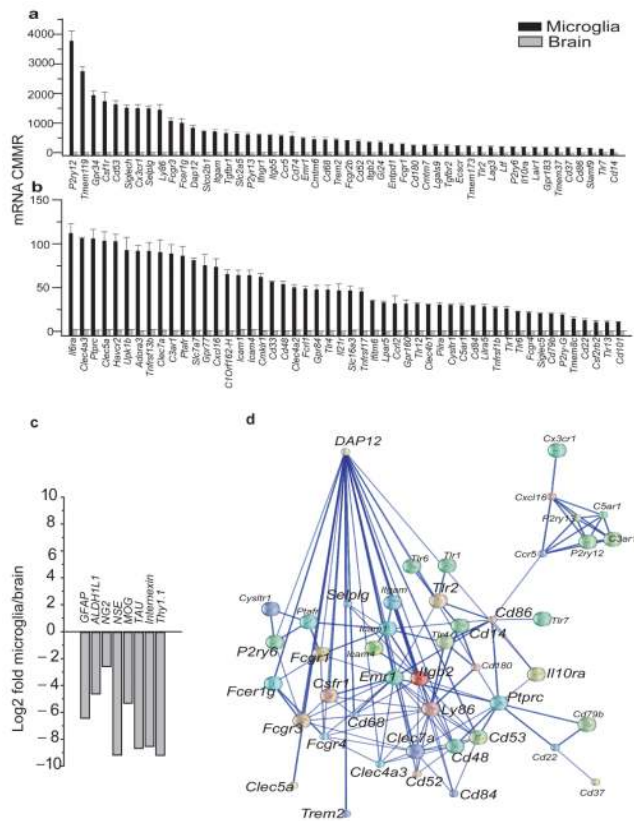 a
Microglia
Brain
mRNA CMMR
4000
3000
2000
1000
0
P2ry12 Tmem119 Gpr34 Csf1r Cd53 Siglech Cx3cr1 Selplg Ly86 Fcgr3 Fcer1g Dap12 Slco2b1 Itgam Tgfbr1 Slc2a5 P2ry13 Ifngr1 Itgb5 Ccr5 Cd74 Emr1 Cmtm6 Cd68 Trem2 Fcgr2b Cd52 Itgb2 Gl24 Entpd1 Fcgr1 Cd180 Cmtm7 Lgals9 Tgfbr2 Ecscr Tmem173 Tlr2 Lag3 Ltf P2ry6 Il10ra Lair1 Gpr183 Tmem37 Cd37 Cd86 Slamf9 Tlr7 Cd14
b
150
100
50
0
Il6ra Clec4a3 Ptprc Clec5a Havcr2 Upk1b Adora3 Tnfrsf13b Clec7a C3ar1 Ptafr Slc7a7 Gpr77 Cxcl16 C1Orf162-H Icam1 Icam4 Cmklr1 Cd33 Cd48 Clec4a2 Fcrl1 Gpr84 Tlr4 Il21r Slc16a3 Tnfrsf17 Ifitm6 Lpar5 Ccrl2 Gpr160 Tlr12 Clec4b1 Pilra Cysltr1 C5ar1 Cd84 Lilra5 Tnfrsf1b Tlr1 Tlr6 Fcgr4 Siglec5 Cd79b P2ry-G Tmem8c Cd22 Csf2rb2 Tlr13 Cd101
c
Log2 fold microglia/brain
10
8
6
4
2
0
−2
−4
−6
−8
−10
GFAP ALDH1L1 NG2 NSE MOG TAU Internexin Thy1.1
d
DAP12
Cx3cr1
Cxcl16
C5ar1
P2ry13
C3ar1
Ccr5
P2ry12
Tlr6
Tlr1
Selplg
Itgam
Tlr2
Cysltr1
Ptafr
Cd86
Tlr7
Icam1
Tlr4
Cd14
P2ry6
Icam4
Fcgr1
Cd180
Il10ra
Emr1
Itgb2
Fcer1g
Csfr1
Ptprc
Ly86
Cd79b
Fcgr3
Cd68
Cd53
Fcgr4
Clec7a
Cd48
Cd22
Clec4a3
Cd52
Clec5a
Cd84
Cd37
Trem2